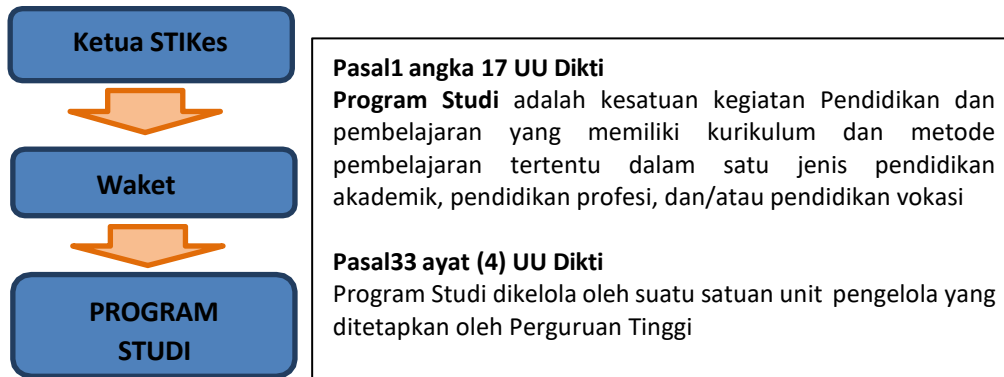 Ketua STIKes
Waket
PROGRAM
STUDI
Pasal1 angka 17 UU Dikti
Program Studi adalah kesatuan kegiatan Pendidikan dan
pembelajaran yang memiliki kurikulum dan metode
pembelajaran tertentu dalam satu jenis pendidikan
akademik, pendidikan profesi, dan/atau pendidikan vokasi
Pasal33 ayat (4) UU Dikti
Program Studi dikelola oleh suatu satuan unit pengelola yang
ditetapkan oleh Perguruan Tinggi